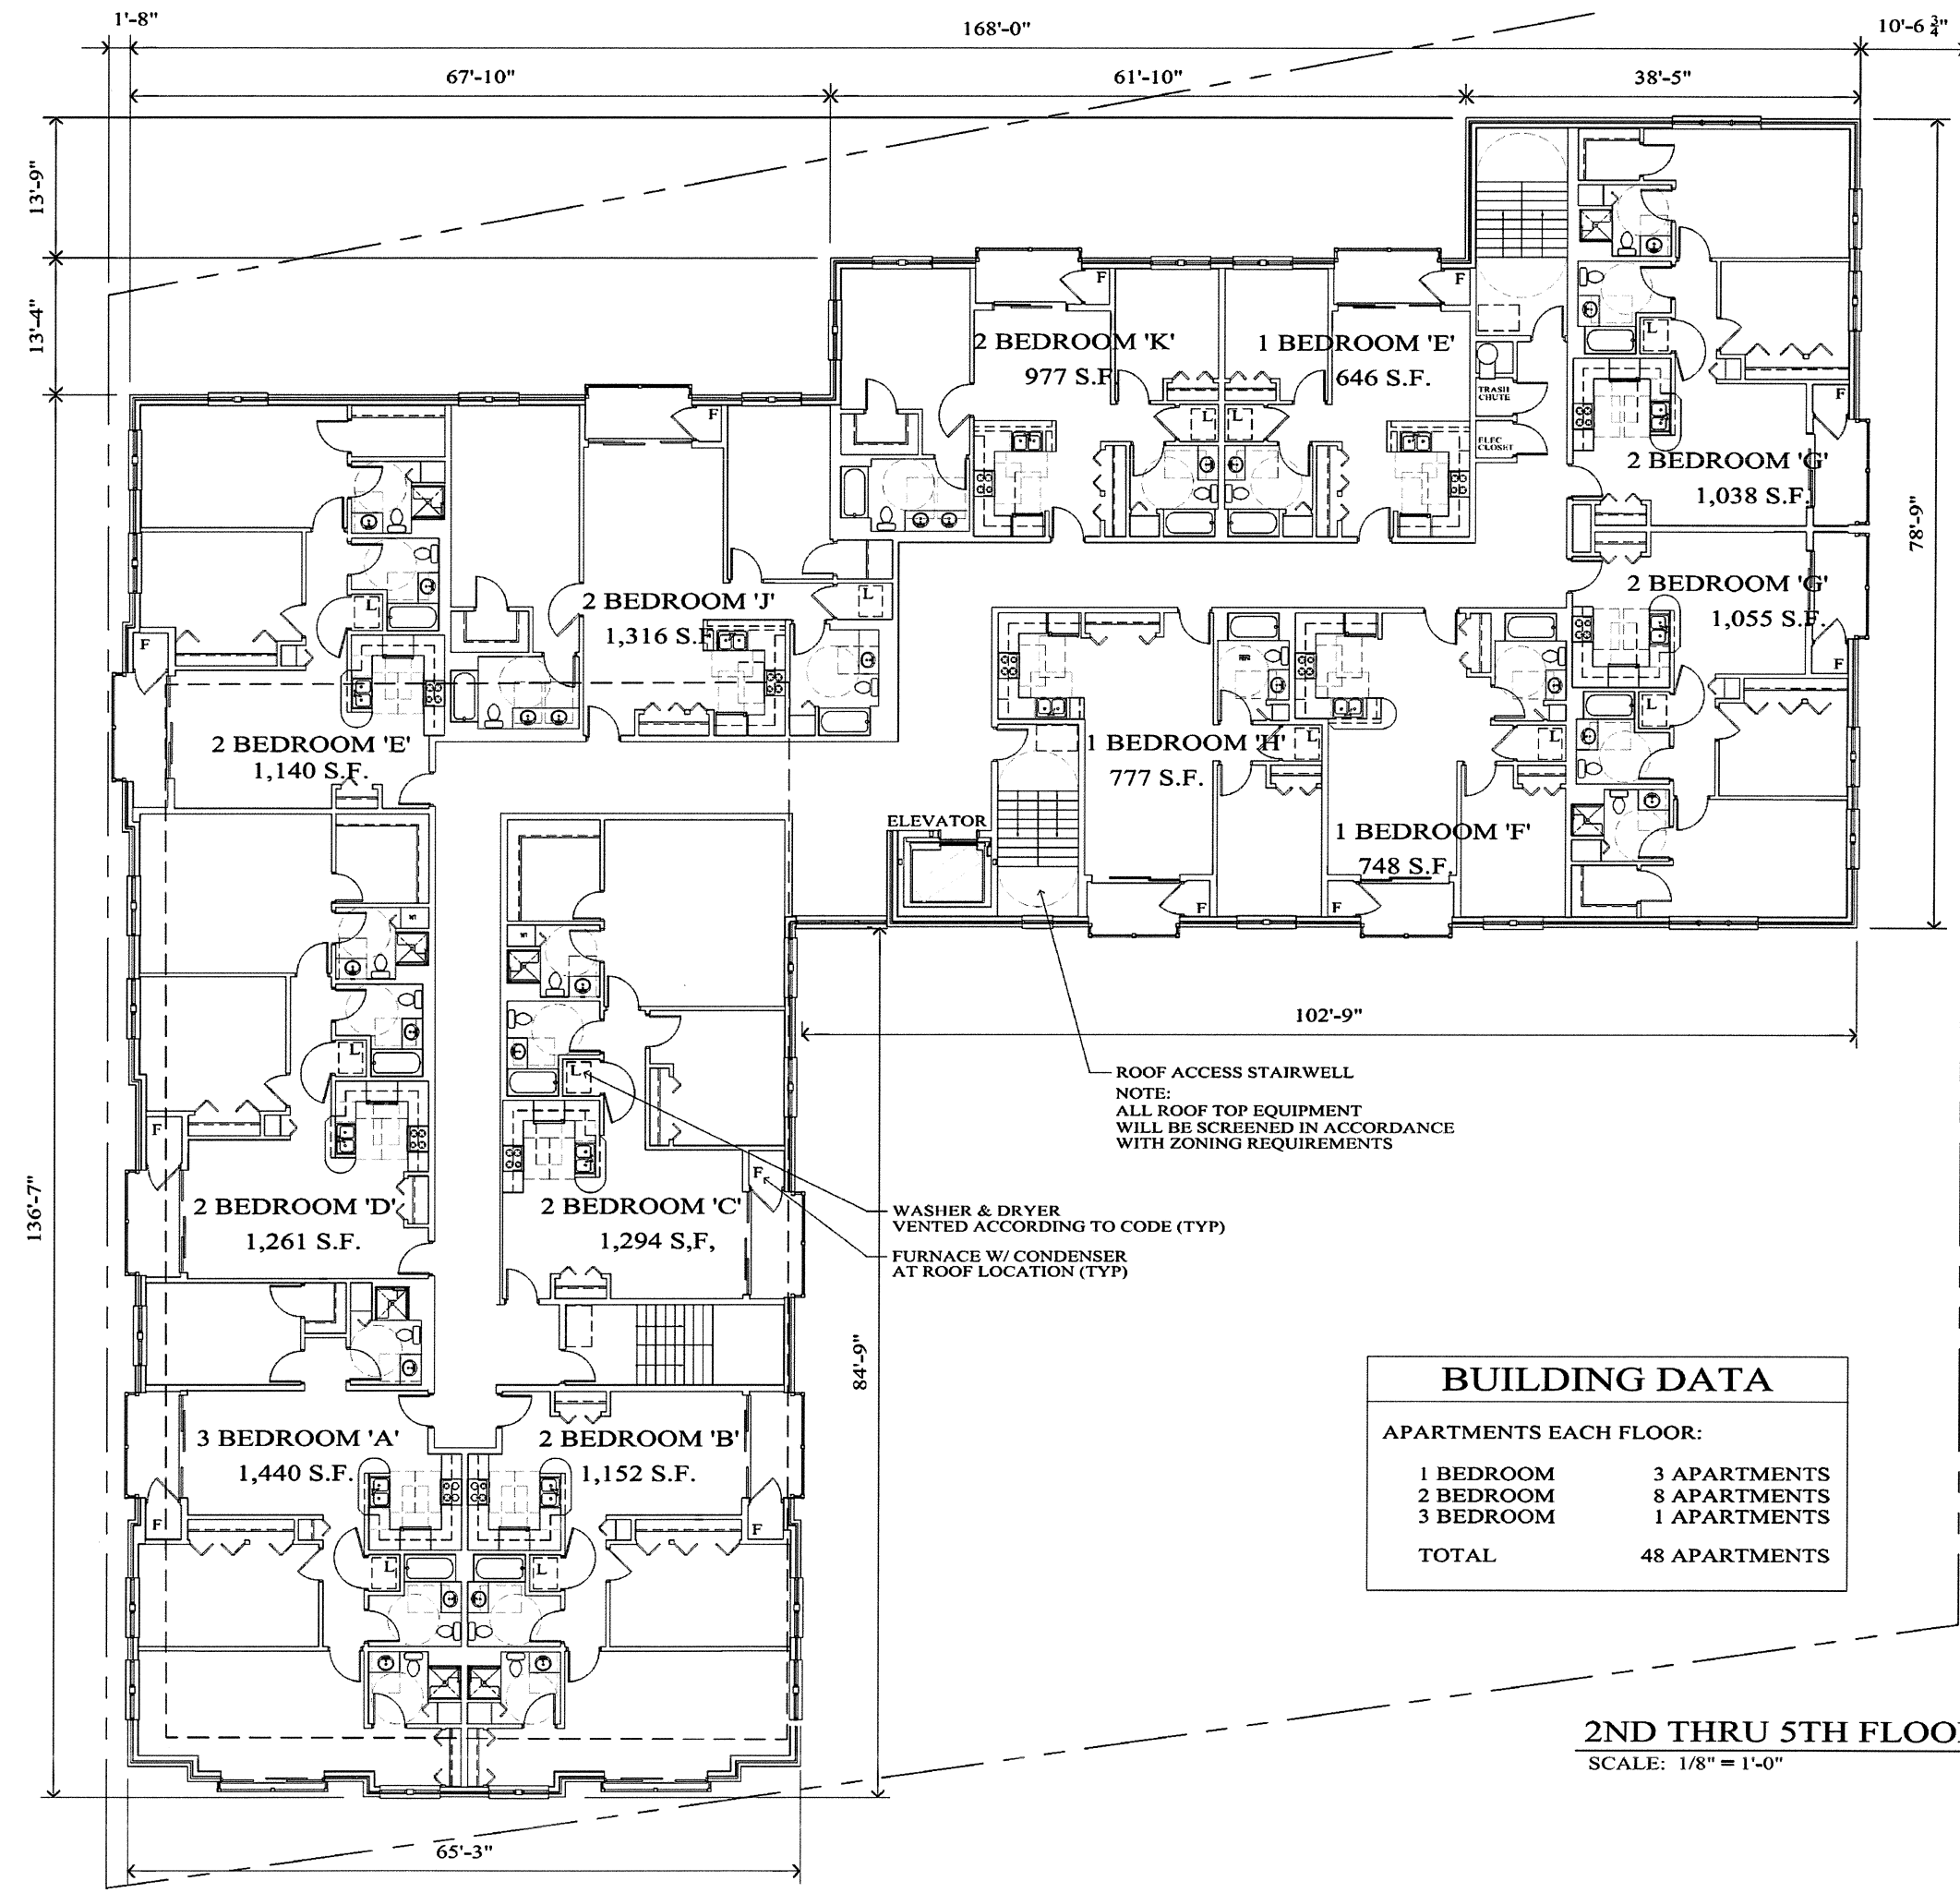 1'-8"
168'-0"
10'-6 3/4"
67'-10"
61'-10"
38'-5"
13'-9"
13'-4"
136'-7"
78'-9"
F
F
2 BEDROOM 'K'
977 S.F.
1 BEDROOM 'E'
646 S.F.
L
TRASH
CHUTE
ELEC
CLOSET
L
L
F
F
2 BEDROOM 'G'
1,038 S.F.
2 BEDROOM 'G'
1,055 S.F.
F
L
2 BEDROOM 'J'
1,316 S.F.
L
L
F
2 BEDROOM 'E'
1,140 S.F.
1 BEDROOM 'H'
777 S.F.
L
L
F
F
1 BEDROOM 'F'
748 S.F.
ELEVATOR
102'-9"
ROOF ACCESS STAIRWELL
NOTE:
ALL ROOF TOP EQUIPMENT
WILL BE SCREENED IN ACCORDANCE
WITH ZONING REQUIREMENTS
L
L
F
F
2 BEDROOM 'D'
1,261 S.F.
2 BEDROOM 'C'
1,294 S,F,
WASHER & DRYER
VENTED ACCORDING TO CODE (TYP)
FURNACE W/ CONDENSER
AT ROOF LOCATION (TYP)
84'-9"
3 BEDROOM 'A'
1,440 S.F.
2 BEDROOM 'B'
1,152 S.F.
F
F
L
L
BUILDING DATA
APARTMENTS EACH FLOOR:
1 BEDROOM 3 APARTMENTS
2 BEDROOM 8 APARTMENTS
3 BEDROOM 1 APARTMENTS
TOTAL 48 APARTMENTS
2ND THRU 5TH FLOO
SCALE: 1/8" = 1'-0"
65'-3"